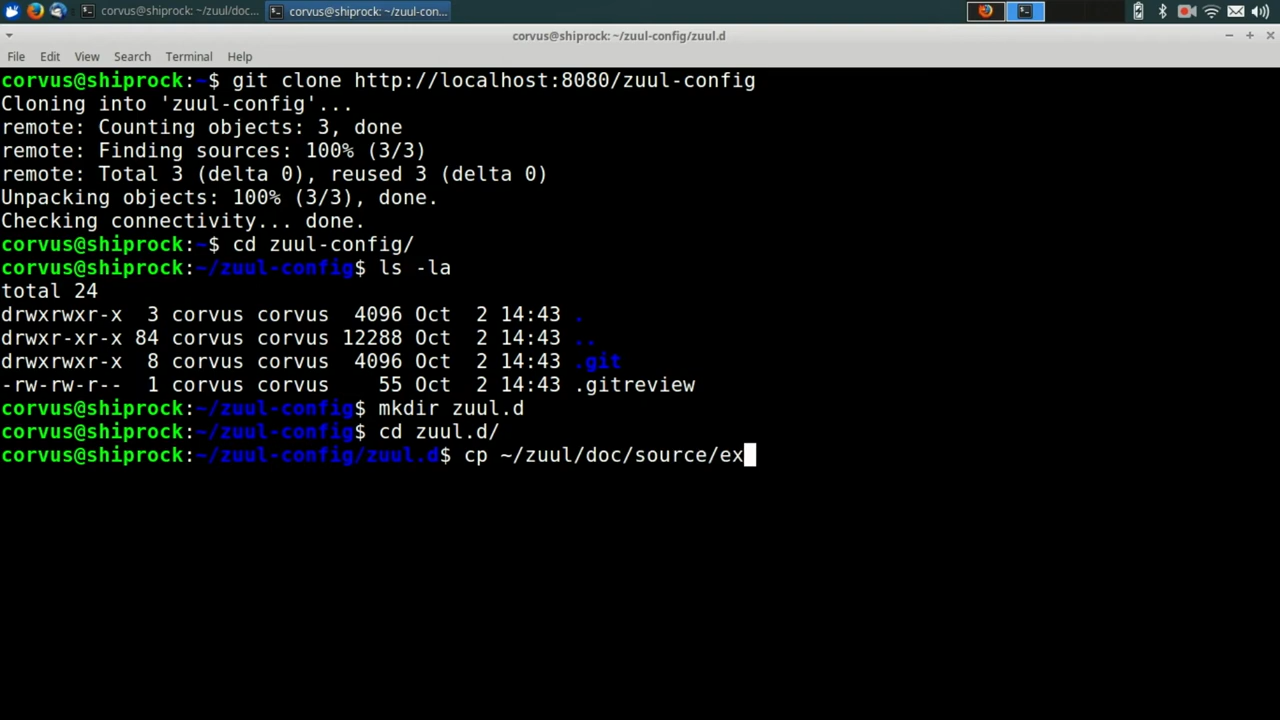 corvus@shiprock: ~/zuul/doc...
corvus@shiprock: ~/zuul-con...
corvus@shiprock: ~/zuul-config/zuul.d
File Edit View Search Terminal Help
corvus@shiprock:~$ git clone http://localhost:8080/zuul-config
Cloning into 'zuul-config'...
remote: Counting objects: 3, done
remote: Finding sources: 100% (3/3)
remote: Total 3 (delta 0), reused 3 (delta 0)
Unpacking objects: 100% (3/3), done.
Checking connectivity... done.
corvus@shiprock:~$ cd zuul-config/
corvus@shiprock:~/zuul-config$ ls -la
total 24
drwxrwxr-x  3 corvus corvus  4096 Oct  2 14:43 .
drwxr-xr-x 84 corvus corvus 12288 Oct  2 14:43 ..
drwxrwxr-x  8 corvus corvus  4096 Oct  2 14:43 .git
-rw-rw-r--  1 corvus corvus    55 Oct  2 14:43 .gitreview
corvus@shiprock:~/zuul-config$ mkdir zuul.d
corvus@shiprock:~/zuul-config$ cd zuul.d/
corvus@shiprock:~/zuul-config/zuul.d$ cp ~/zuul/doc/source/ex